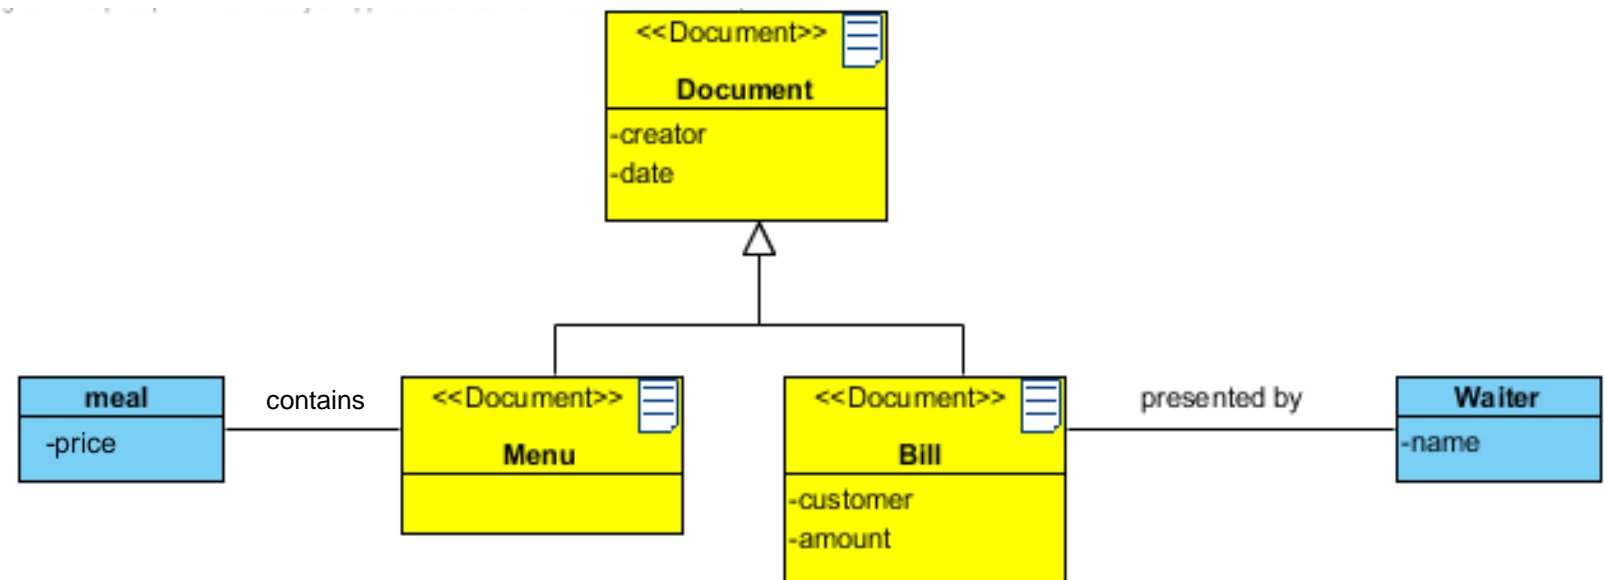 <<Document>>
Document
-creator
-date
meal
-price
contains
<<Document>>
Menu
<<Document>>
Bill
-customer
-amount
presented by
Waiter
-name